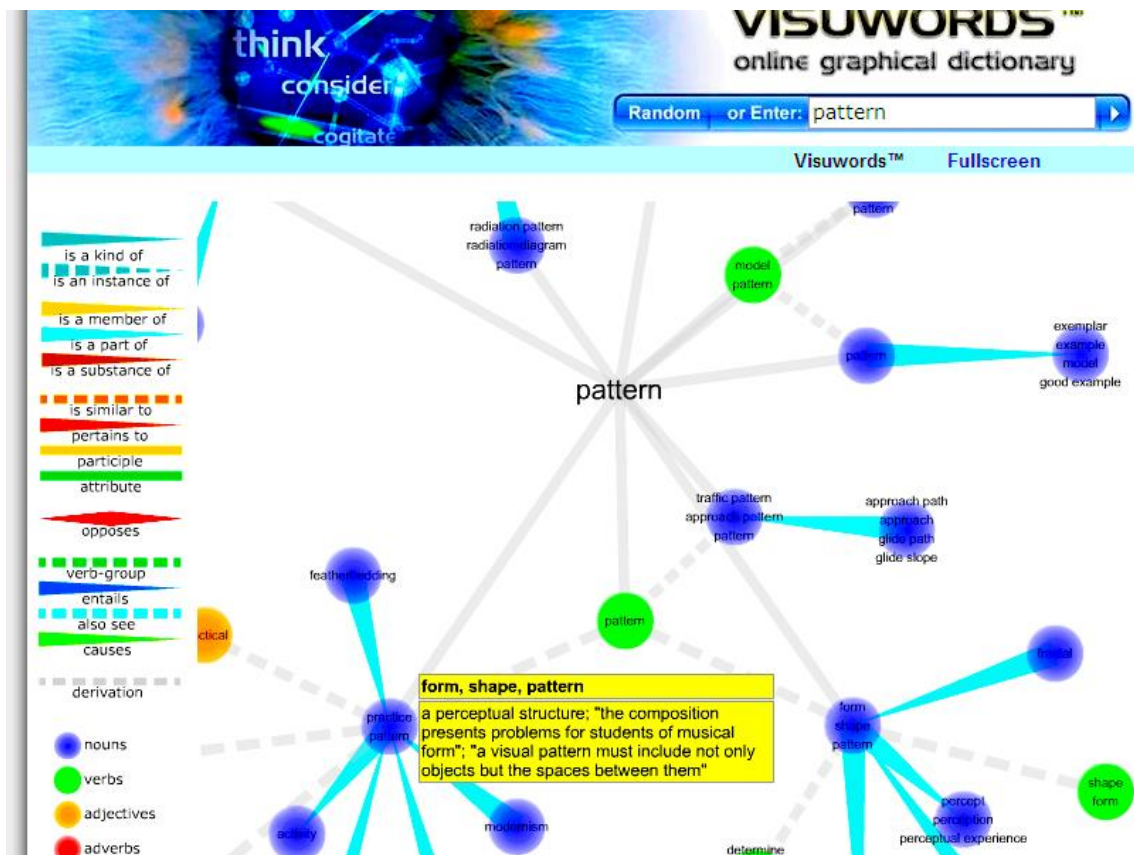 think
consider
cogitate
VISUWORDS™
online graphical dictionary
Random or Enter: pattern
Visuwords™ Fullscreen
is a kind of
is an instance of
is a member of
is a part of
is a substance of
is similar to
pertains to
participle
attribute
opposes
verb-group
entails
also see
causes
derivation
nouns
verbs
adjectives
adverbs
radiation pattern
radiation diagram
pattern
pattern
model
pattern
pattern
exemplar
example
model
good example
pattern
traffic pattern
approach pattern
pattern
approach path
approach
glide path
glide slope
featherbedding
ctical
pattern
fractal
form, shape, pattern
a perceptual structure; "the composition
presents problems for students of musical
form"; "a visual pattern must include not only
objects but the spaces between them"
practice
pattern
form
shape
pattern
shape
form
activity
modernism
percept
perception
perceptual experience
determine